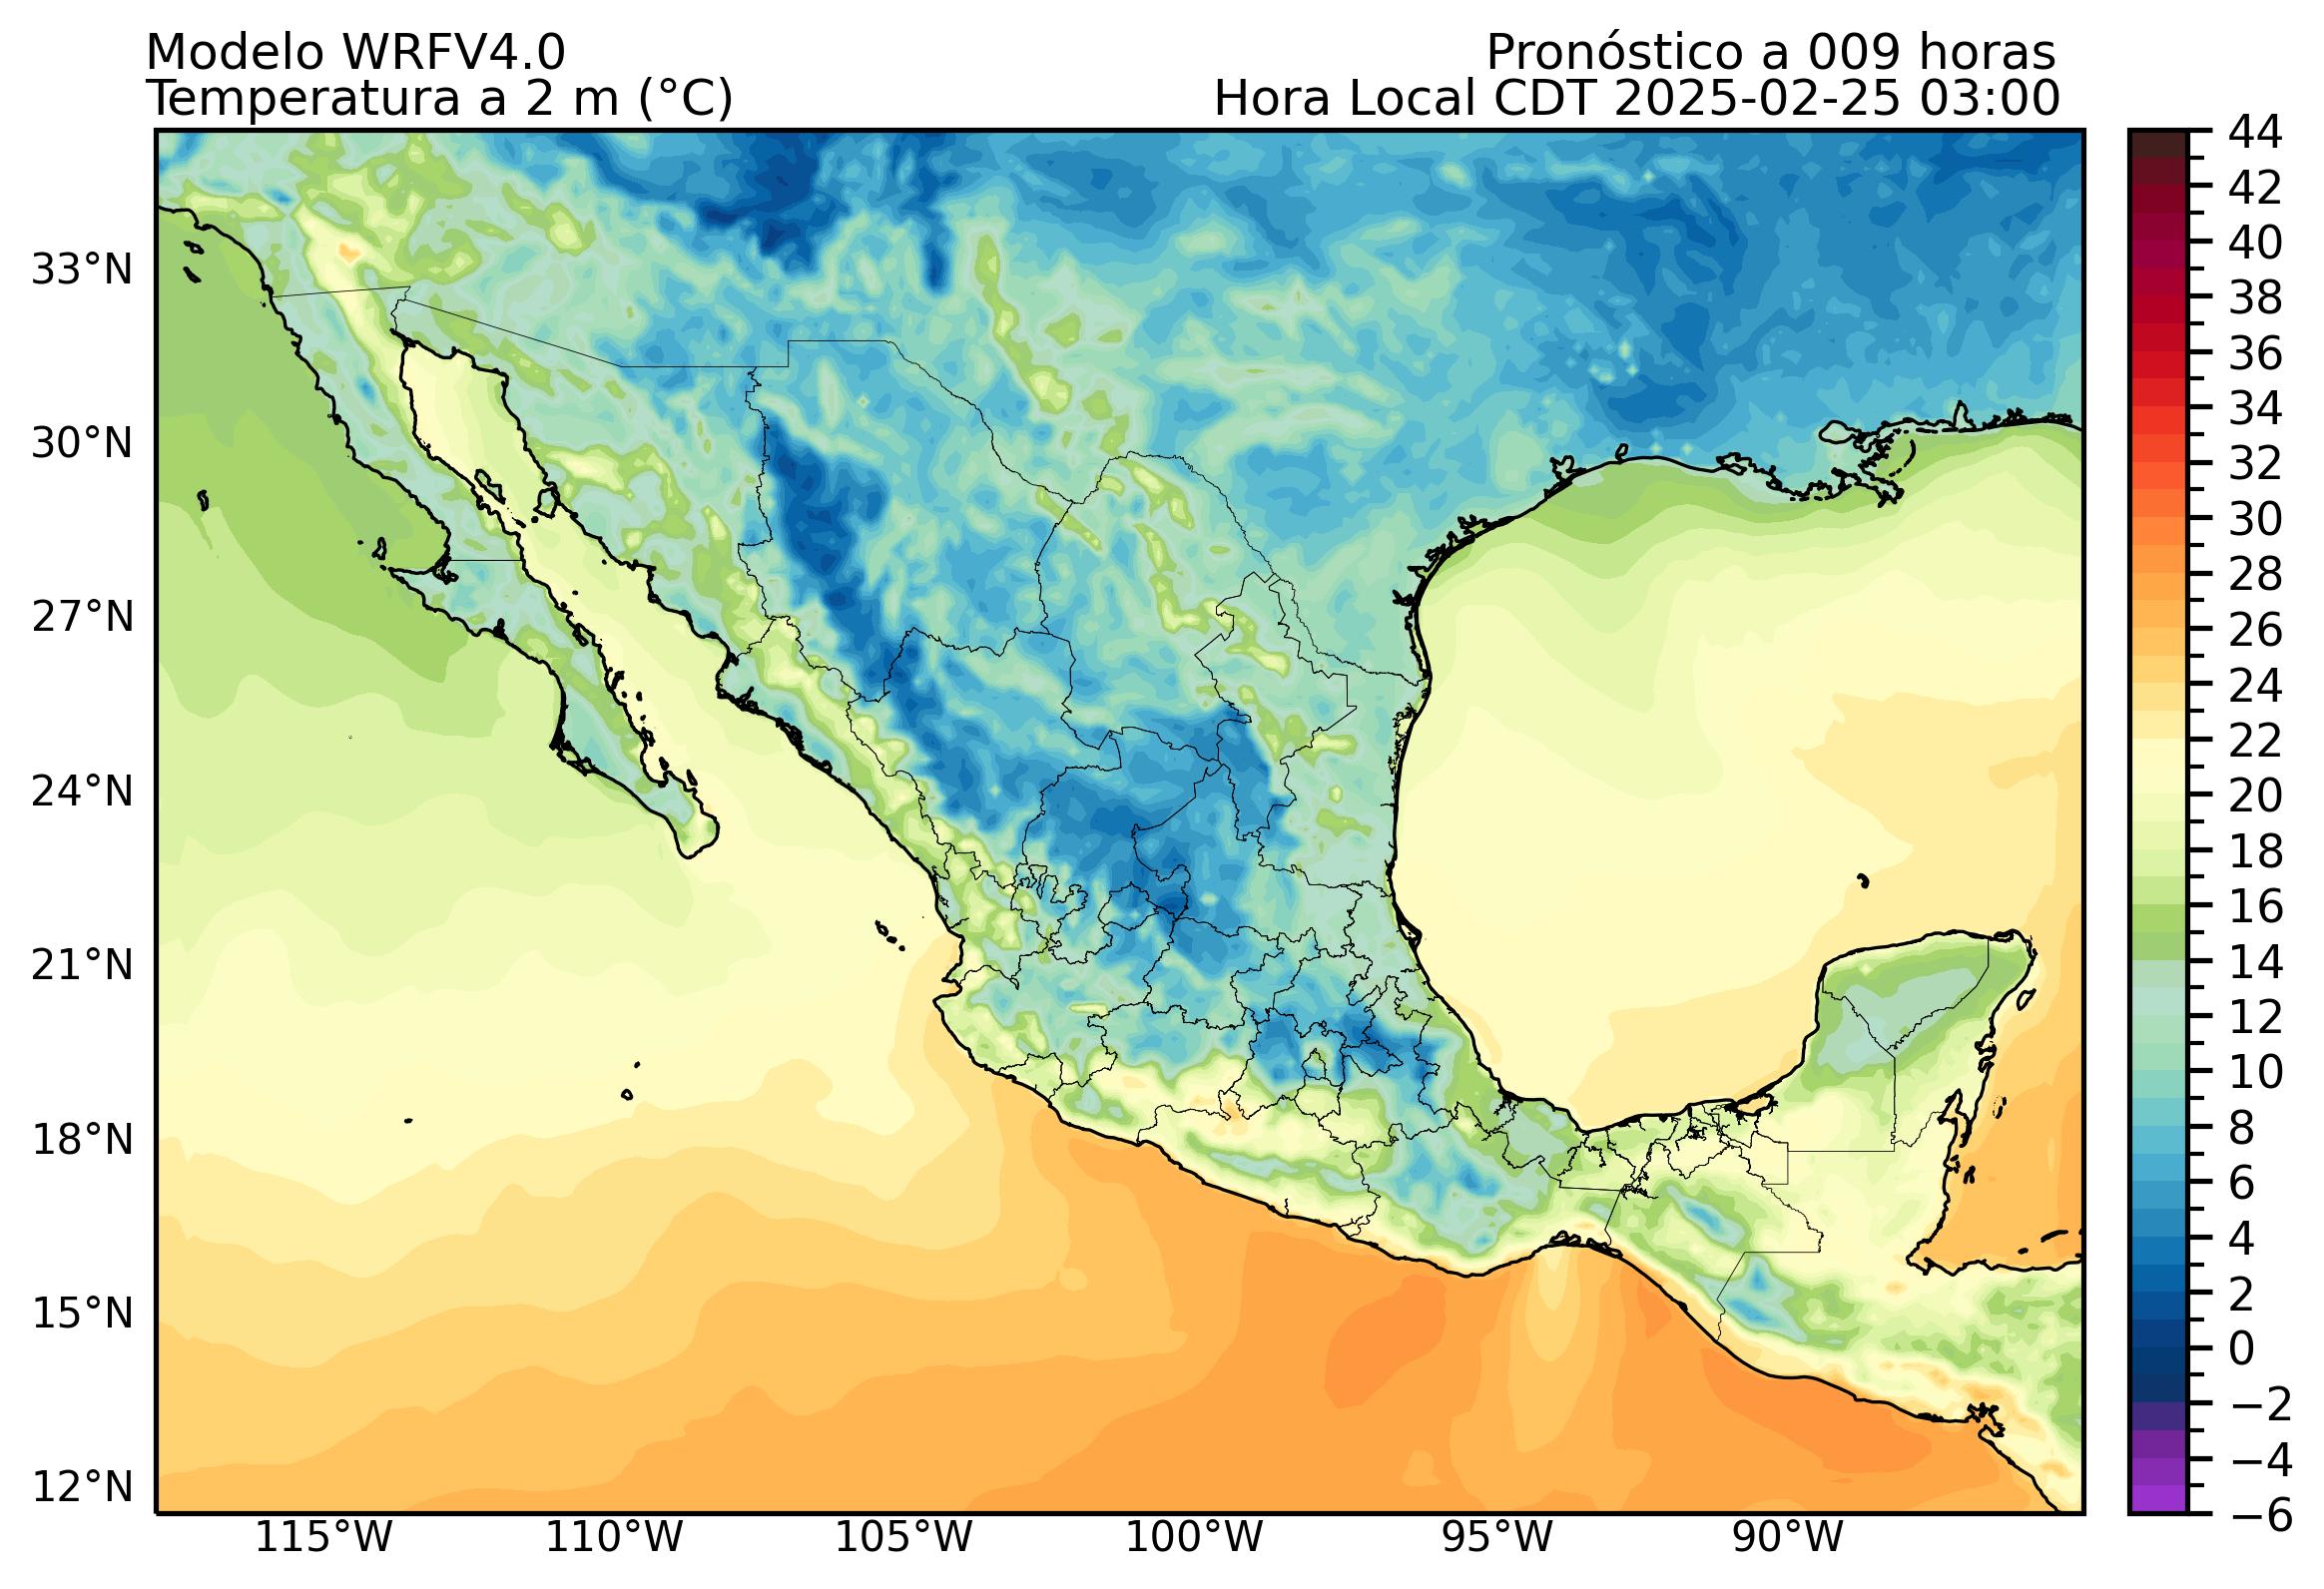 Modelo WRFV4.0
Pronóstico a 009 horas
Temperatura a 2 m (°C)
Hora Local CDT 2025-02-25 03:00
33°N
30°N
27°N
24°N
21°N
18°N
15°N
12°N
115°W
110°W
105°W
100°W
95°W
90°W
44
42
40
38
36
34
32
30
28
26
24
22
20
18
16
14
12
10
8
6
4
2
0
−2
−4
−6